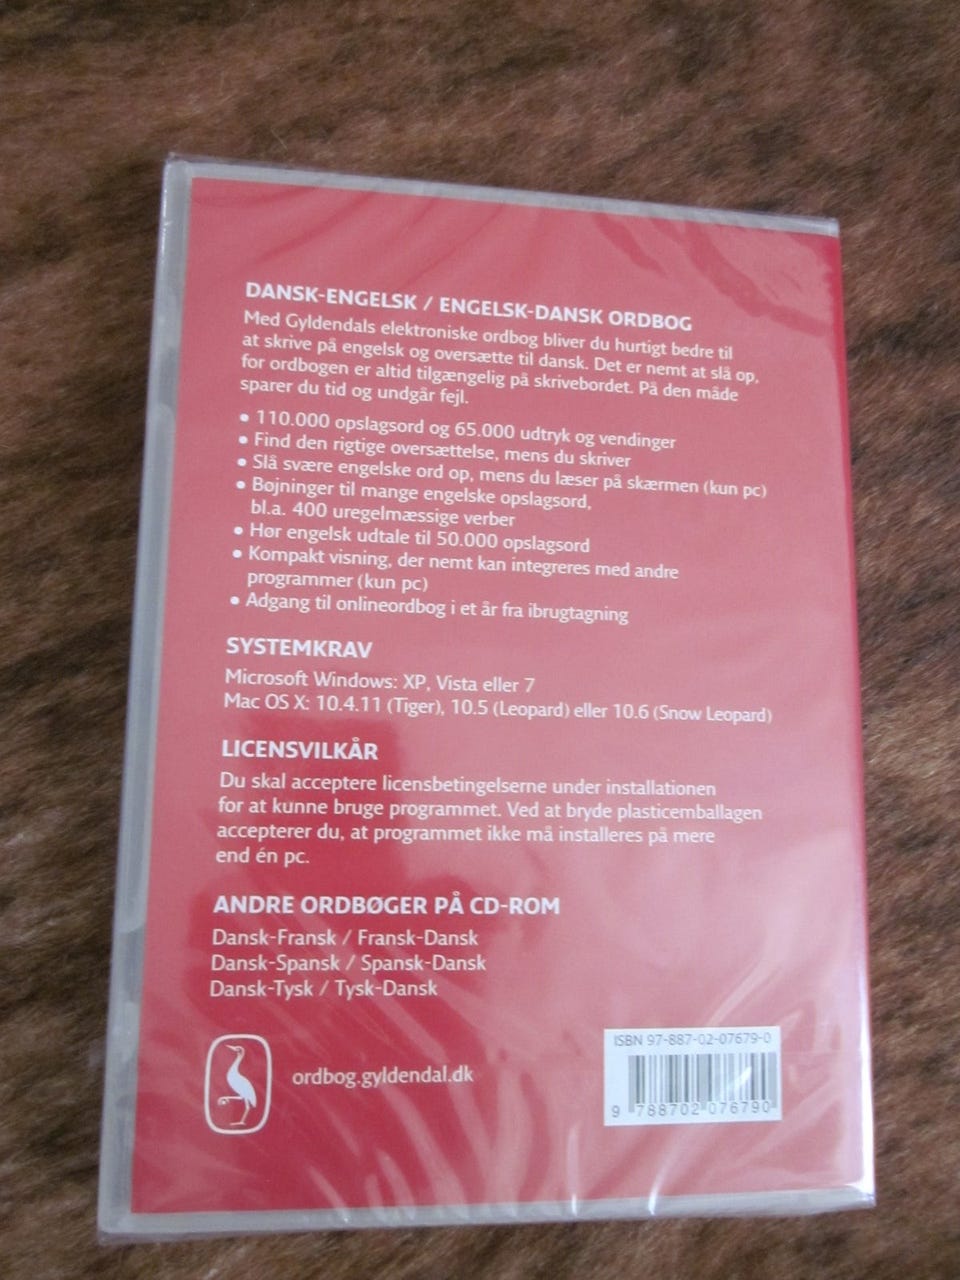 DANSK-ENGELSK / ENGELSK-DANSK ORDBOG
Med Gyldendals elektroniske ordbog bliver du hurtigt bedre til
at skrive på engelsk og oversætte til dansk. Det er nemt at slå op,
for ordbogen er altid tilgængelig på skrivebordet. På den måde
sparer du tid og undgår fejl.
• 110.000 opslagsord og 65.000 udtryk og vendinger
• Find den rigtige oversættelse, mens du skriver
• Slå svære engelske ord op, mens du læser på skærmen (kun pc)
• Bøjninger til mange engelske opslagsord,
bl.a. 400 uregelmæssige verber
• Hør engelsk udtale til 50.000 opslagsord
• Kompakt visning, der nemt kan integreres med andre
programmer (kun pc)
• Adgang til onlineordbog i et år fra ibrugtagning
SYSTEMKRAV
Microsoft Windows: XP, Vista eller 7
Mac OS X: 10.4.11 (Tiger), 10.5 (Leopard) eller 10.6 (Snow Leopard)
LICENSVILKÅR
Du skal acceptere licensbetingelserne under installationen
for at kunne bruge programmet. Ved at bryde plasticemballagen
accepterer du, at programmet ikke må installeres på mere
end én pc.
ANDRE ORDBØGER PÅ CD-ROM
Dansk-Fransk / Fransk-Dansk
Dansk-Spansk / Spansk-Dansk
Dansk-Tysk / Tysk-Dansk
ordbog.gyldendal.dk
ISBN 97-887-02-07679-0
9 788702 076790